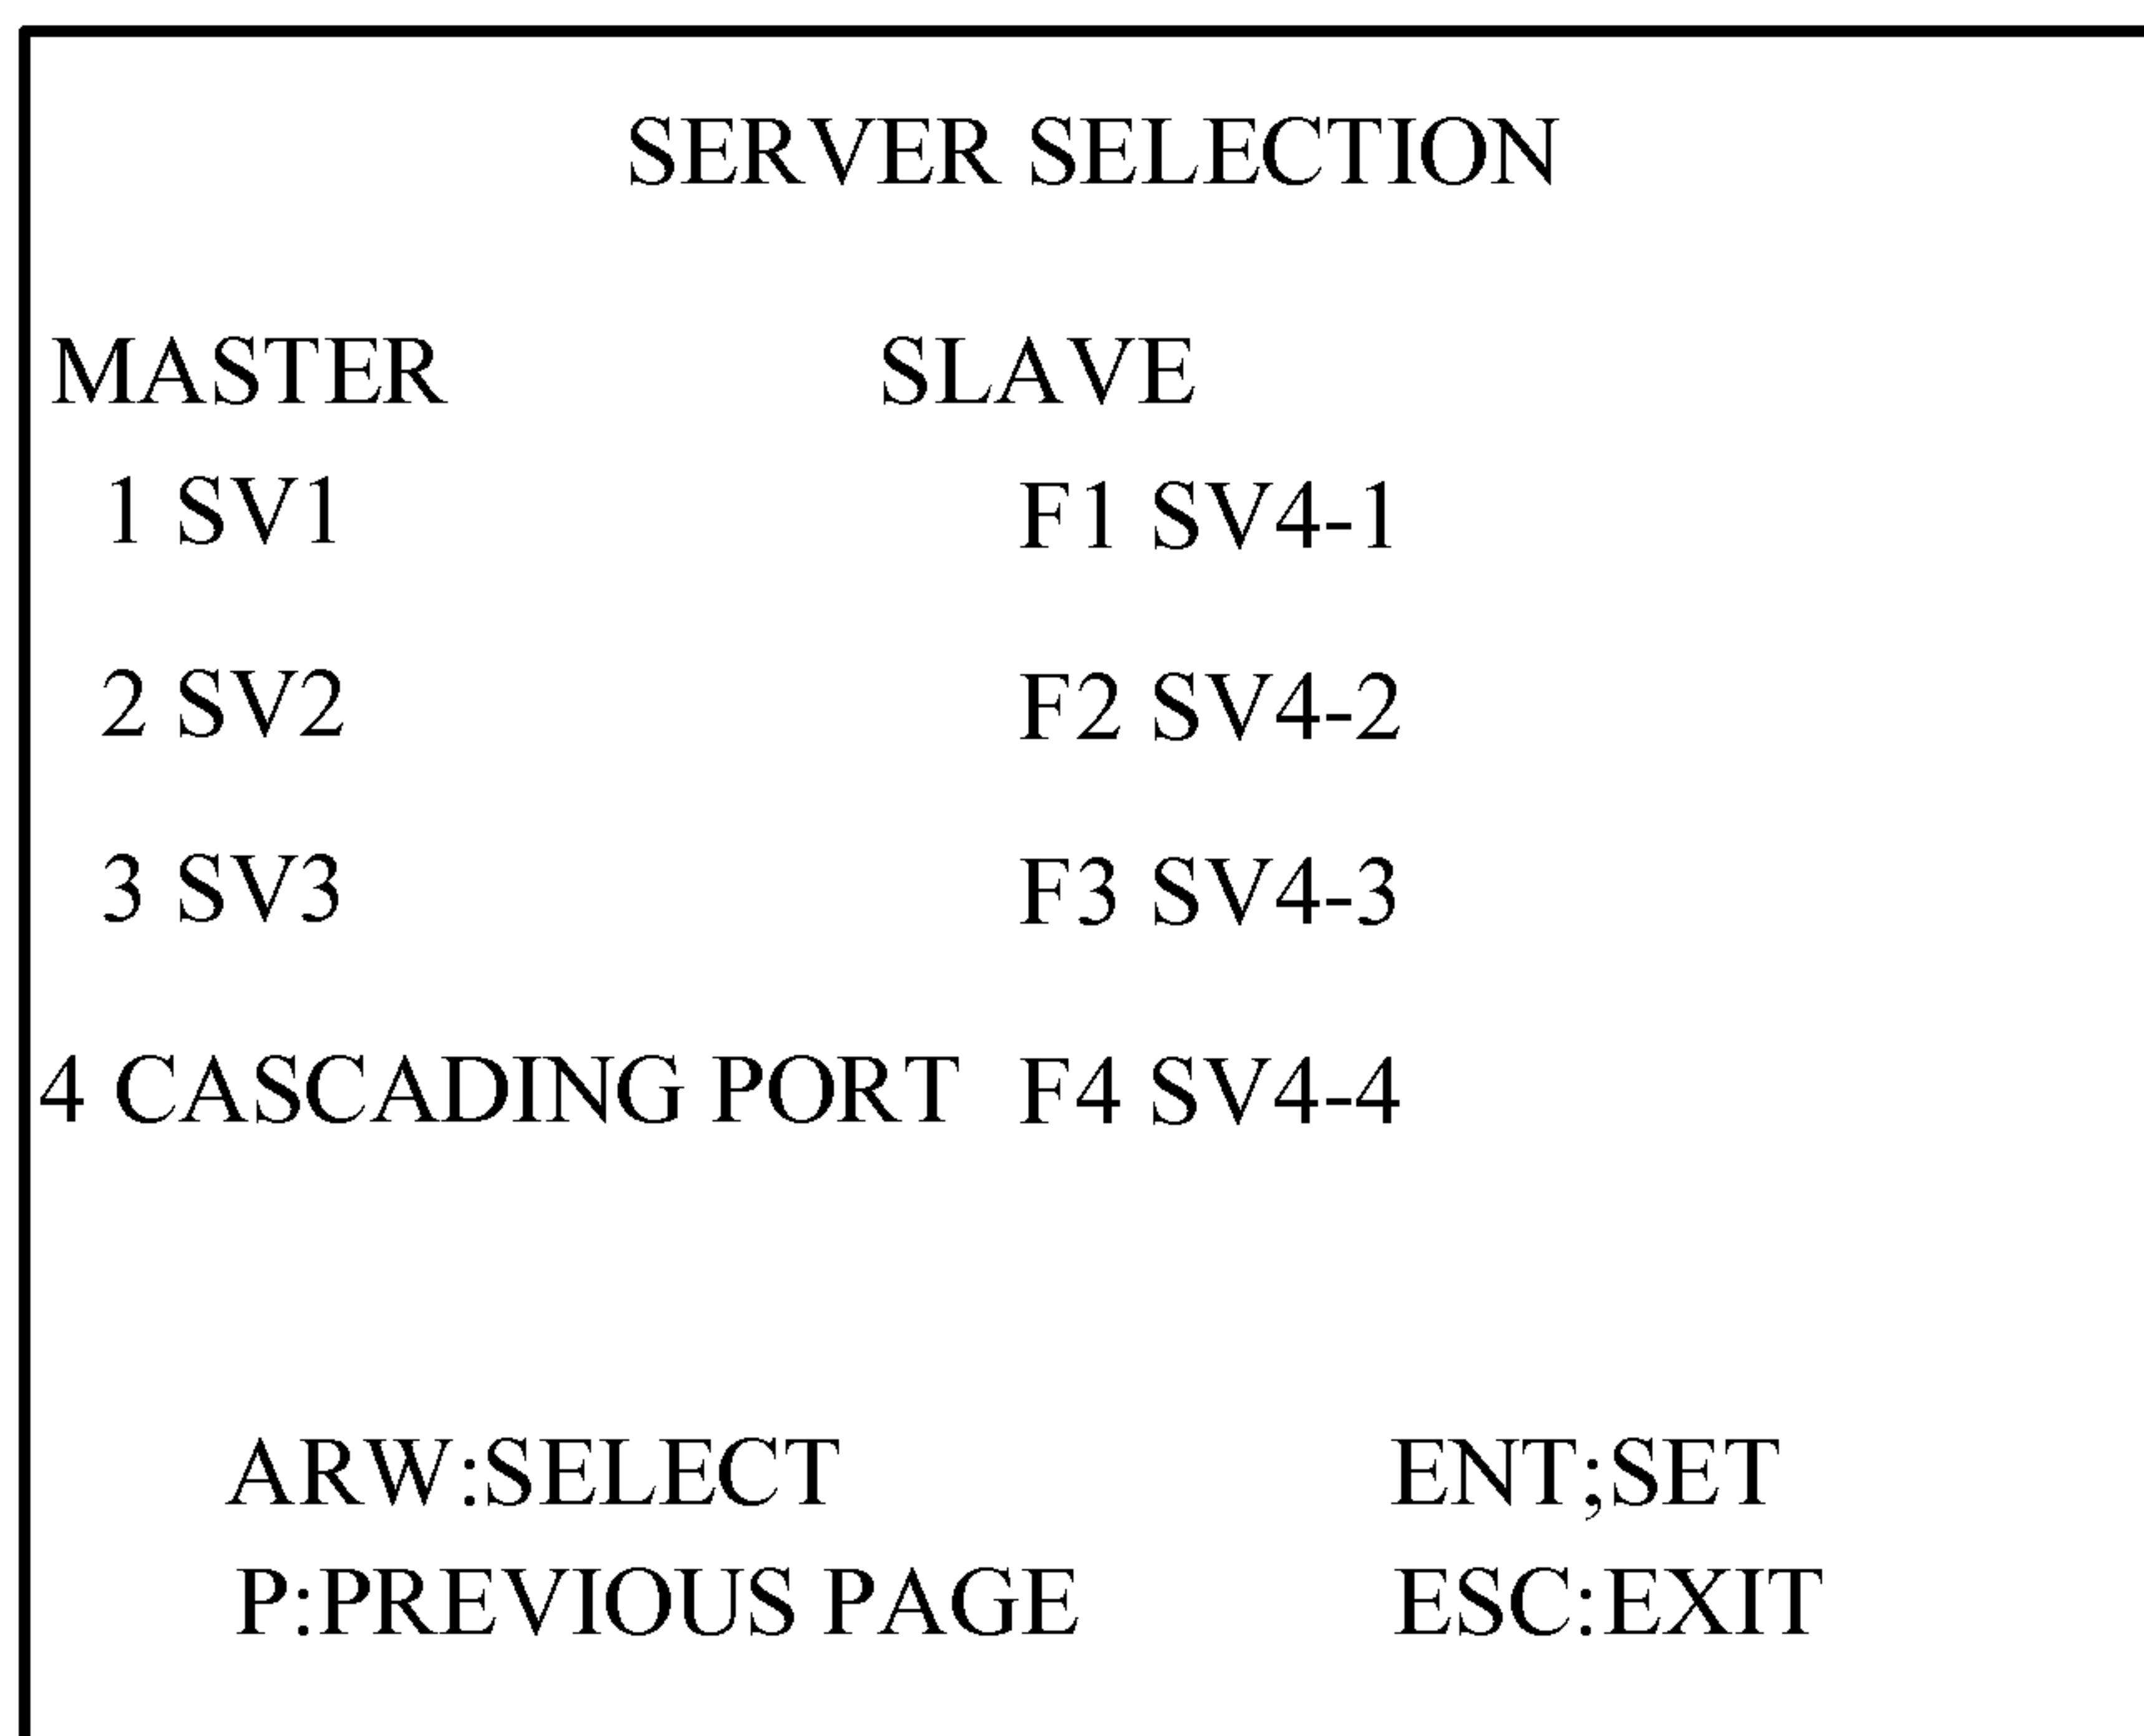 SERVER SELECTION
MASTER SLAVE
1 SV1 F1 SV4-1
2 SV2 F2 SV4-2
3 SV3 F3 SV4-3
4 CASCADING PORT F4 SV4-4
ARW:SELECT ENT;SET
P:PREVIOUS PAGE ESC:EXIT